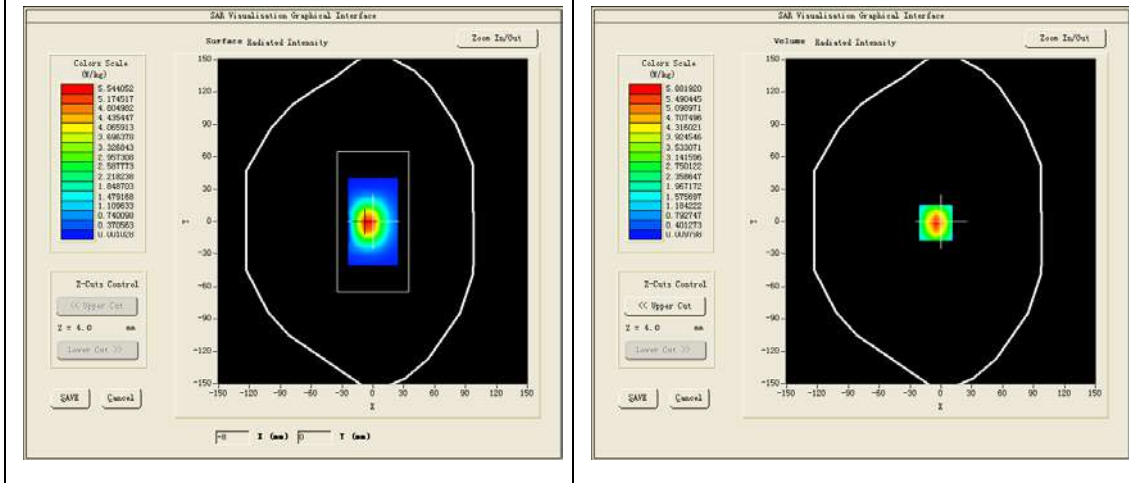 SAR Visualisation Graphical Interface
Surface Radiated Intensity
Zoom In/Out
Colors Scale
(W/kg)
5.544052
5.174517
4.804982
4.435447
4.065913
3.696378
3.326843
2.957308
2.587773
2.218238
1.848703
1.479168
1.109633
0.740098
0.370563
0.001028
150
120
90
60
30
0
-30
-60
-90
-120
-150
Y
-150 -120 -90 -60 -30 0 30 60 90 120 150
X
Z-Cuts Control
<< Upper Cut
Z = 4.0 mm
Lower Cut >>
SAVE Cancel
-8 X (mm) 0 Y (mm)
SAR Visualisation Graphical Interface
Volume Radiated Intensity
Zoom In/Out
Colors Scale
(W/kg)
5.881920
5.490445
5.098971
4.707496
4.316021
3.924546
3.533071
3.141596
2.750122
2.358647
1.967172
1.575697
1.184222
0.792747
0.401273
0.009798
150
120
90
60
30
0
-30
-60
-90
-120
-150
Y
-150 -120 -90 -60 -30 0 30 60 90 120 150
X
Z-Cuts Control
<< Upper Cut
Z = 4.0 mm
Lower Cut >>
SAVE Cancel